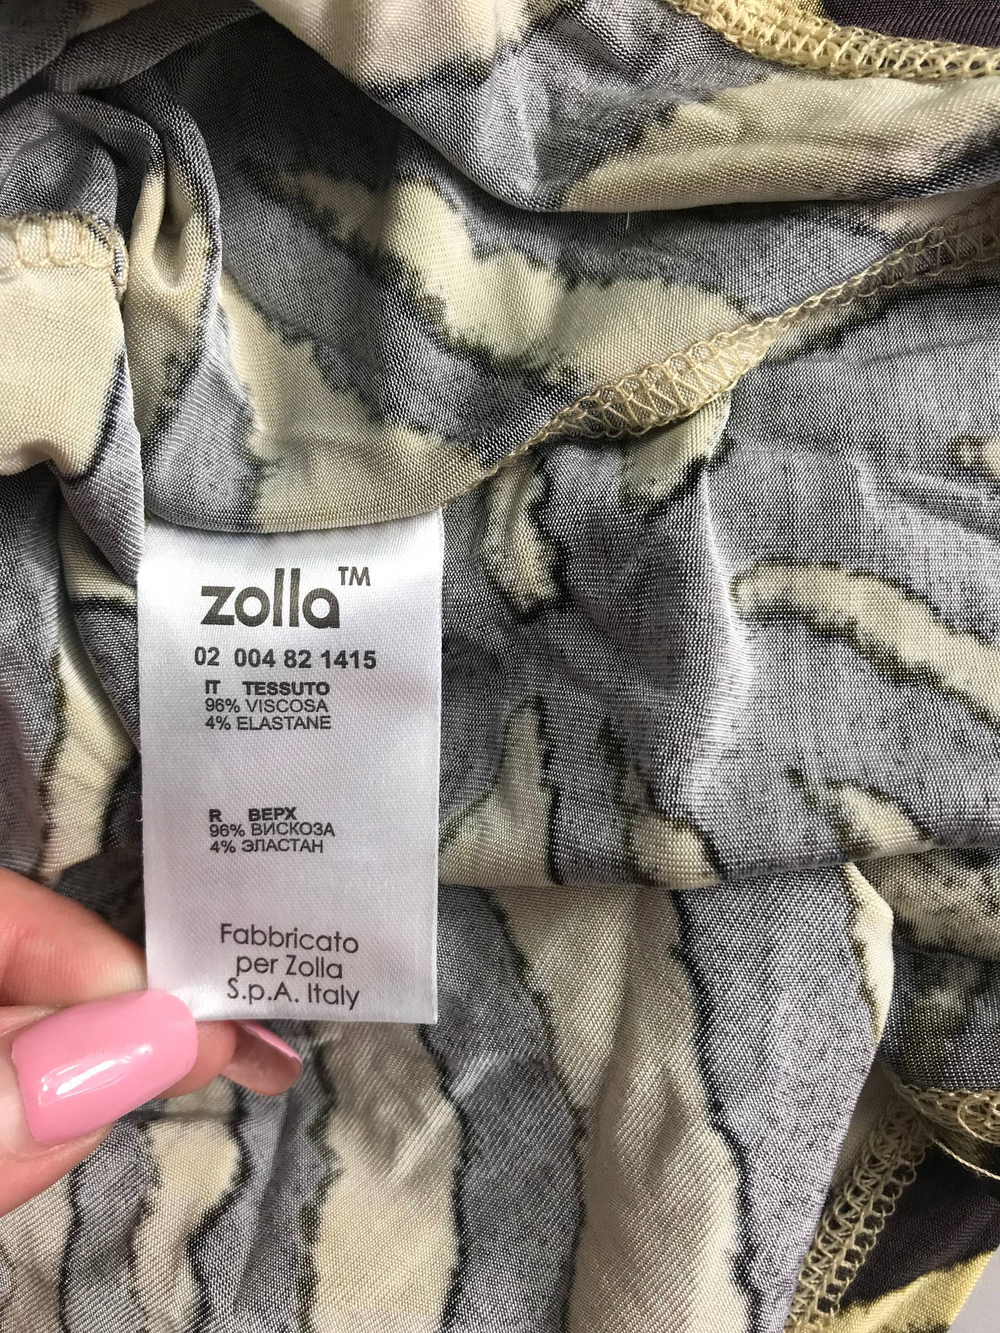 zolla™
02 004 82 1415
IT TESSUTO
96% VISCOSA
4% ELASTANE
R ВЕРХ
96% ВИСКОЗА
4% ЭЛАСТАН
Fabbricato
per Zolla
S.p.A. Italy